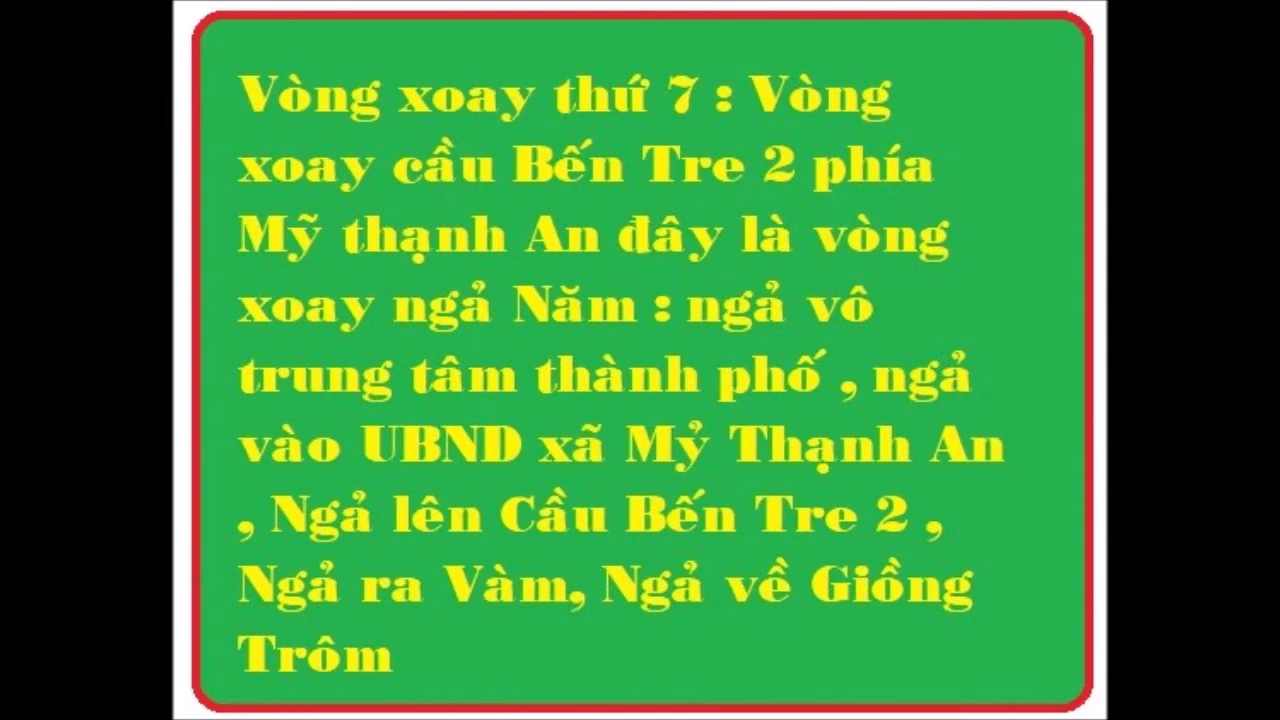 Vòng xoay thứ 7 : Vòng
xoay cầu Bến Tre 2 phía
Mỹ thạnh An đây là vòng
xoay ngả Năm : ngả vô
trung tâm thành phố , ngả
vào UBND xã Mỷ Thạnh An
, Ngả lên Cầu Bến Tre 2 ,
Ngả ra Vàm, Ngả về Giồng
Trôm